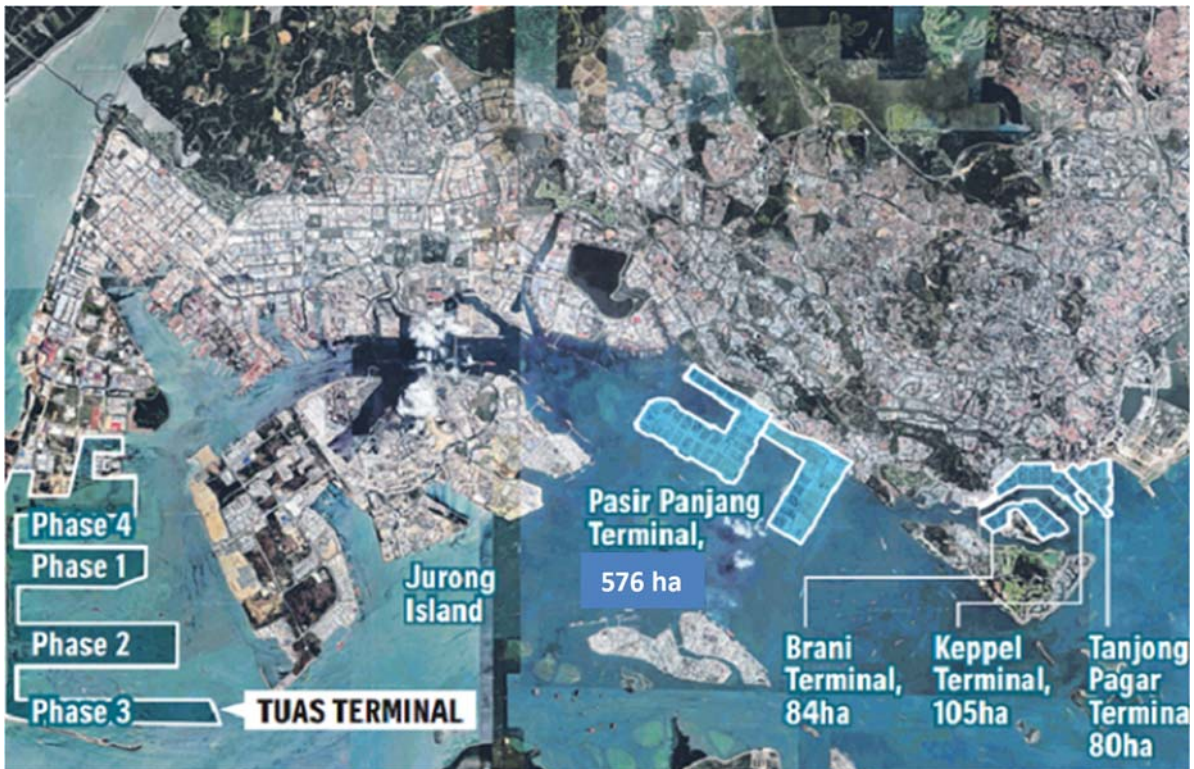 Phase 4
Phase 1
Phase 2
Phase 3
TUAS TERMINAL
Jurong
Island
Pasir Panjang
Terminal,
576 ha
Brani
Terminal,
84ha
Keppel
Terminal,
105ha
Tanjong
Pagar
Termina
80ha